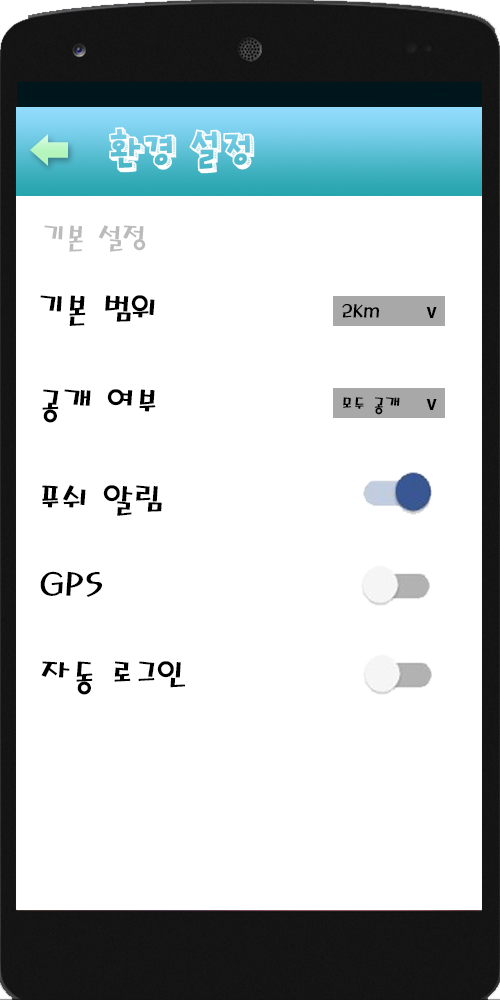 환경 설정
기본 설정
기본 범위 2Km V
공개 여부 모두 공개 V
푸쉬 알림
GPS
자동 로그인